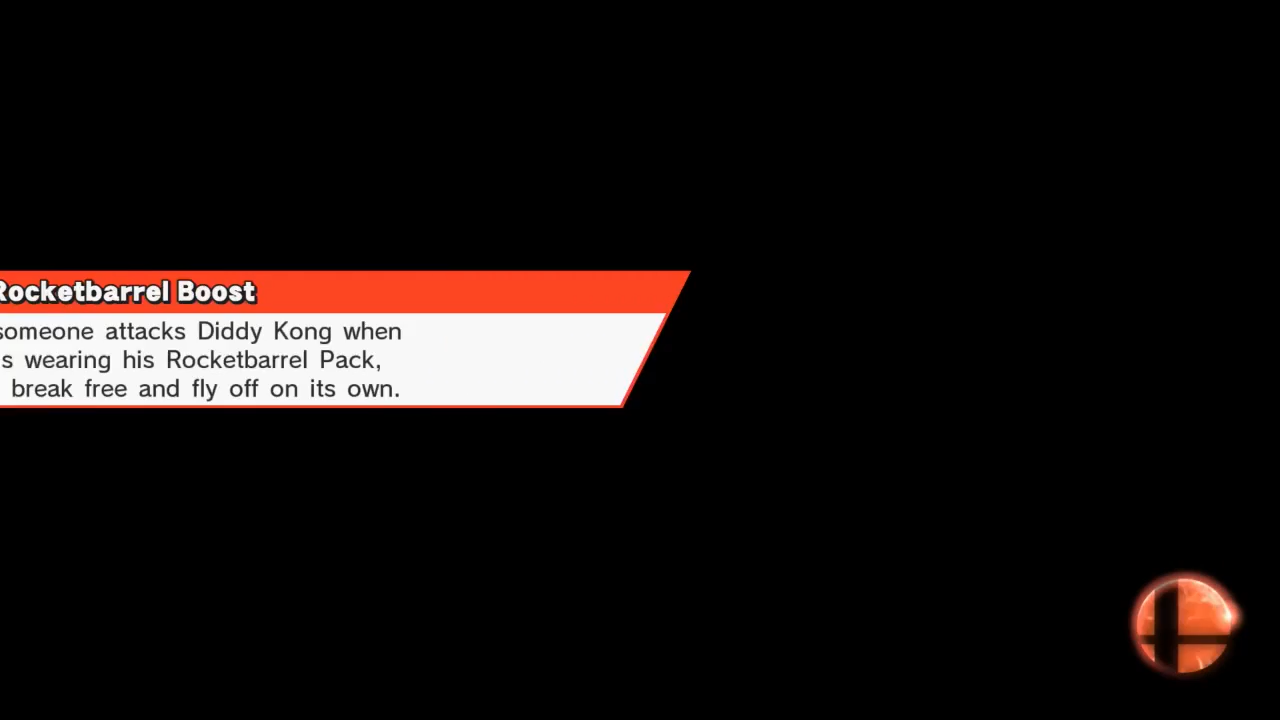 Rocketbarrel Boost
someone attacks Diddy Kong when
s wearing his Rocketbarrel Pack,
break free and fly off on its own.